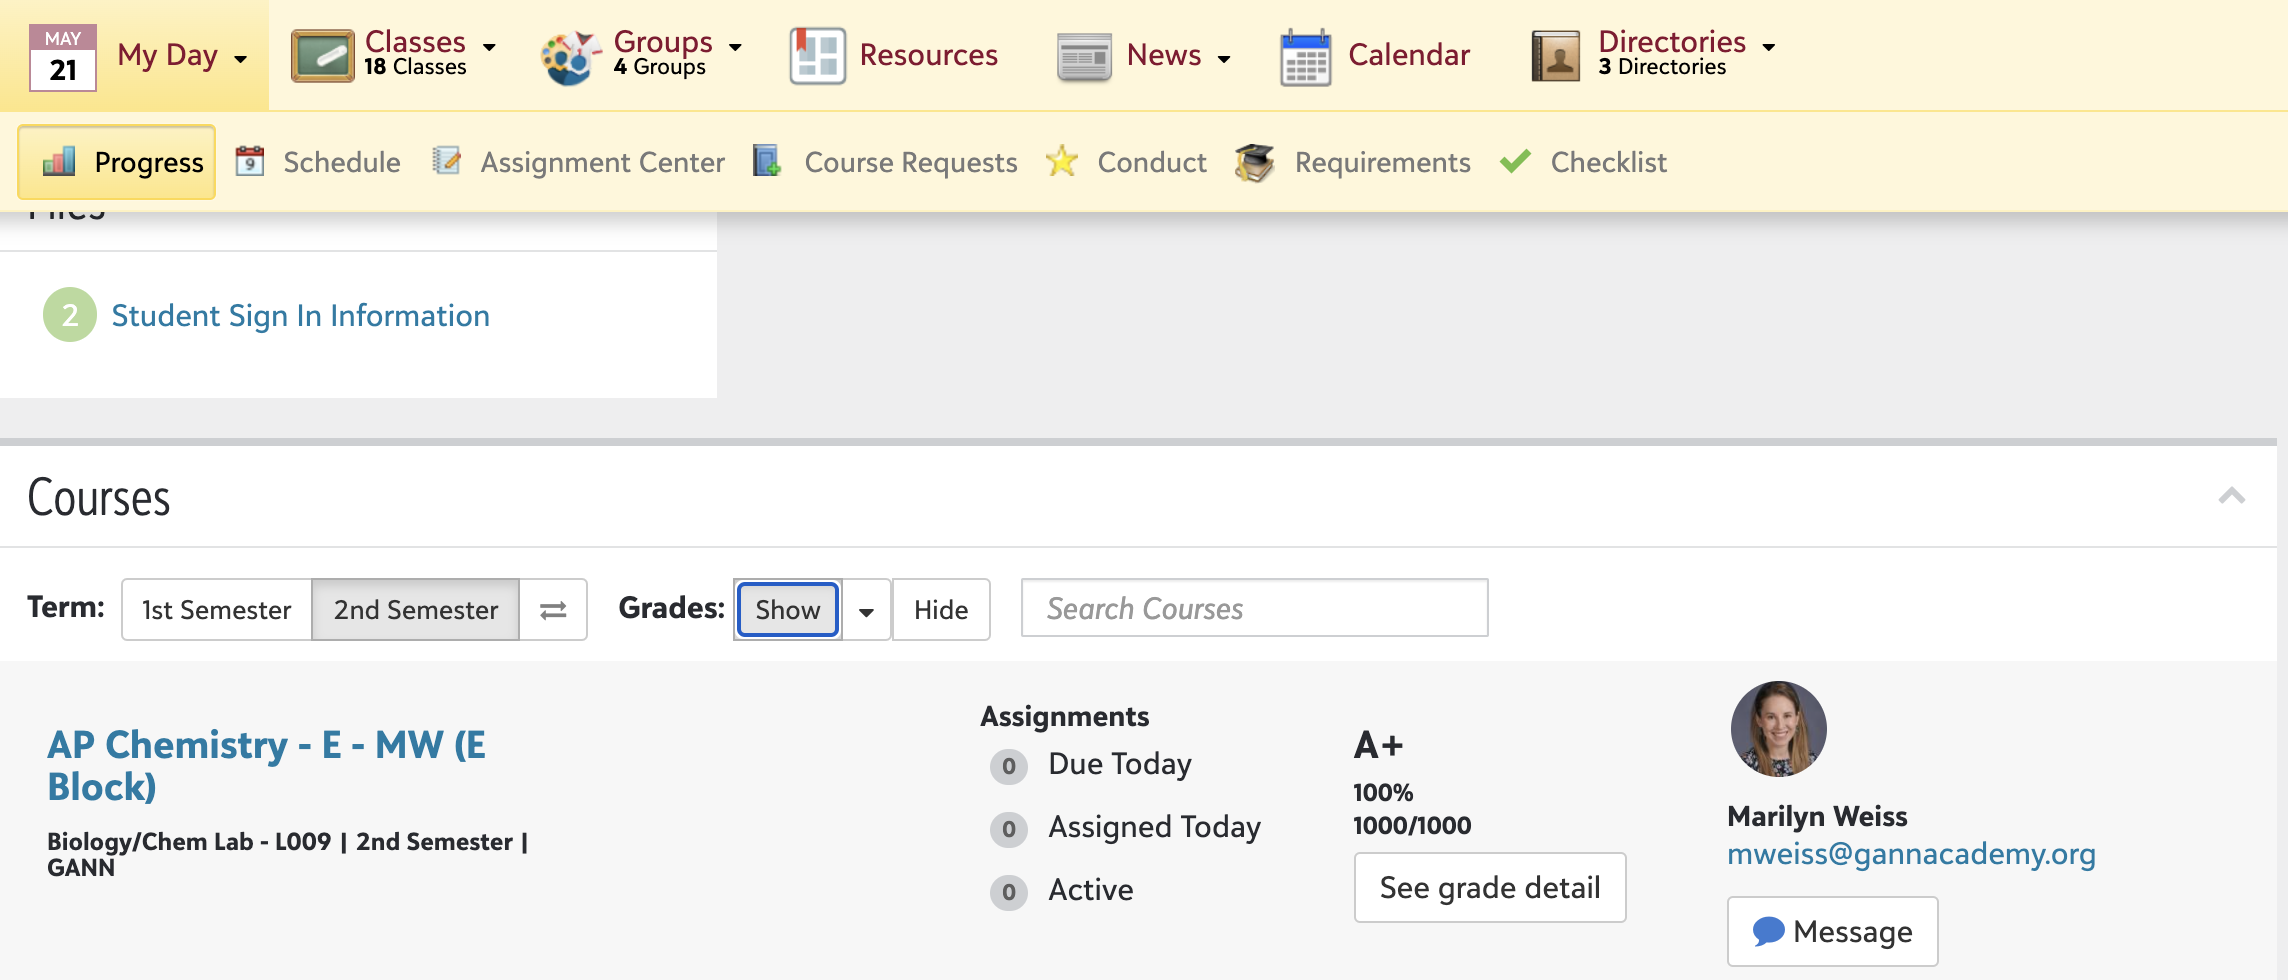 MAY
21
My Day
Classes
18 Classes
Groups
4 Groups
Resources
News
Calendar
Directories
3 Directories
Progress
9
Schedule
Assignment Center
Course Requests
Conduct
Requirements
Checklist
Files
2
Student Sign In Information
Courses
Term:
1st Semester
2nd Semester
Grades:
Show
Hide
Search Courses
AP Chemistry - E - MW (E
Block)
Biology/Chem Lab - L009 | 2nd Semester |
GANN
Assignments
0 Due Today
0 Assigned Today
0 Active
A+
100%
1000/1000
See grade detail
Marilyn Weiss
mweiss@gannacademy.org
Message